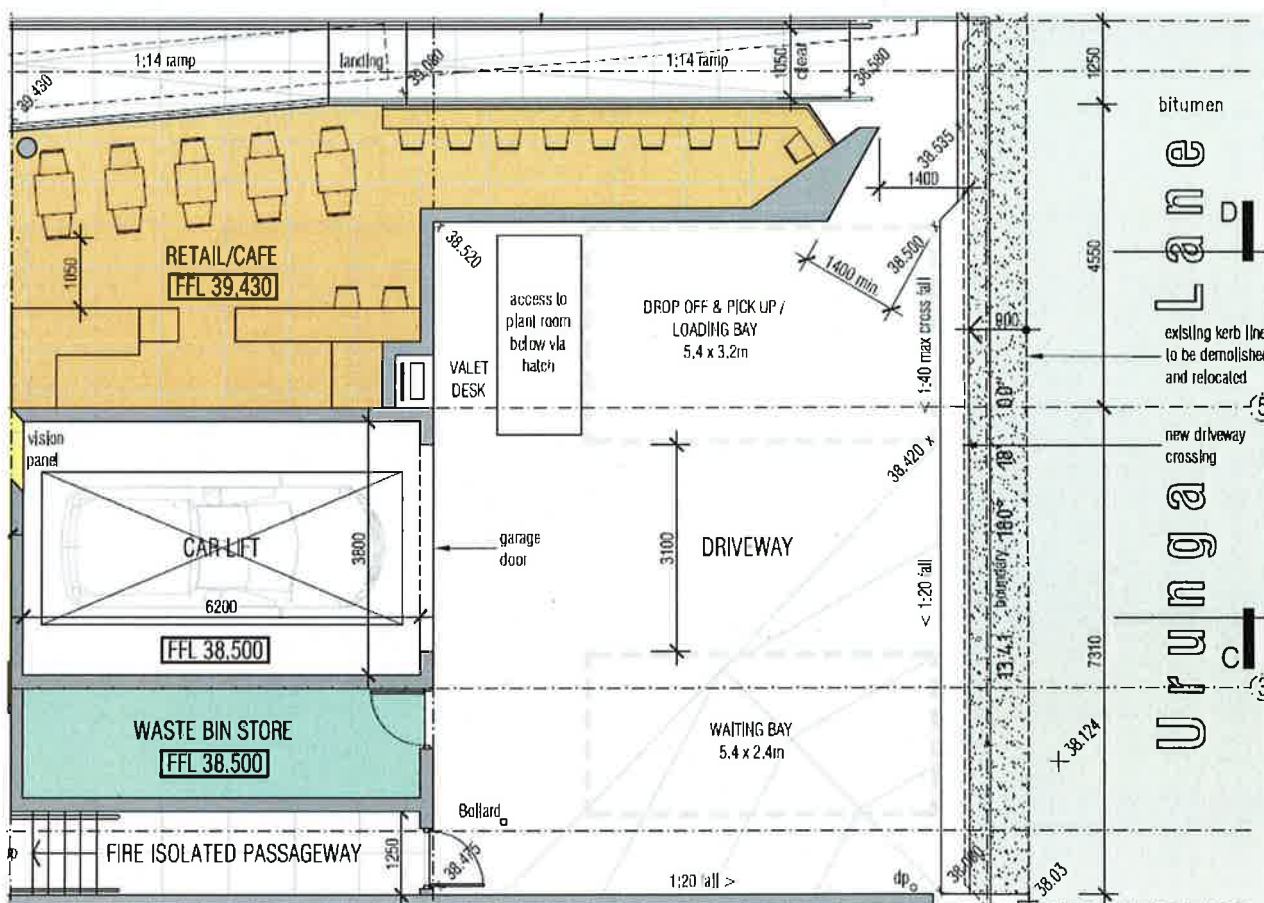 1:14 ramp
landing
39.080
1:14 ramp
1050
clear
38.580
39.430
1250
bitumen
38.535
1400
D
RETAIL/CAFE
FFL 39,430
1050
38.520
access to
plant room
below via
hatch
DROP OFF & PICK UP /
LOADING BAY
5.4 x 3.2m
1400 min.
38.500
< 1:40 max cross fall
4550
900
existing kerb line
to be demolished
and relocated
VALET
DESK
Urunga Lane
vision
panel
CAR LIFT
3800
6200
FFL 38,500
garage
door
3100
DRIVEWAY
38.420 x
< 1:20 fall
13.4.1 boundary 180° 18' 00"
new driveway
crossing
7310
C
WASTE BIN STORE
FFL 38,500
WAITING BAY
5.4 x 2.4m
38.124
Bollard
FIRE ISOLATED PASSAGEWAY
1250
38.475
1:20 fall >
dp
38.03